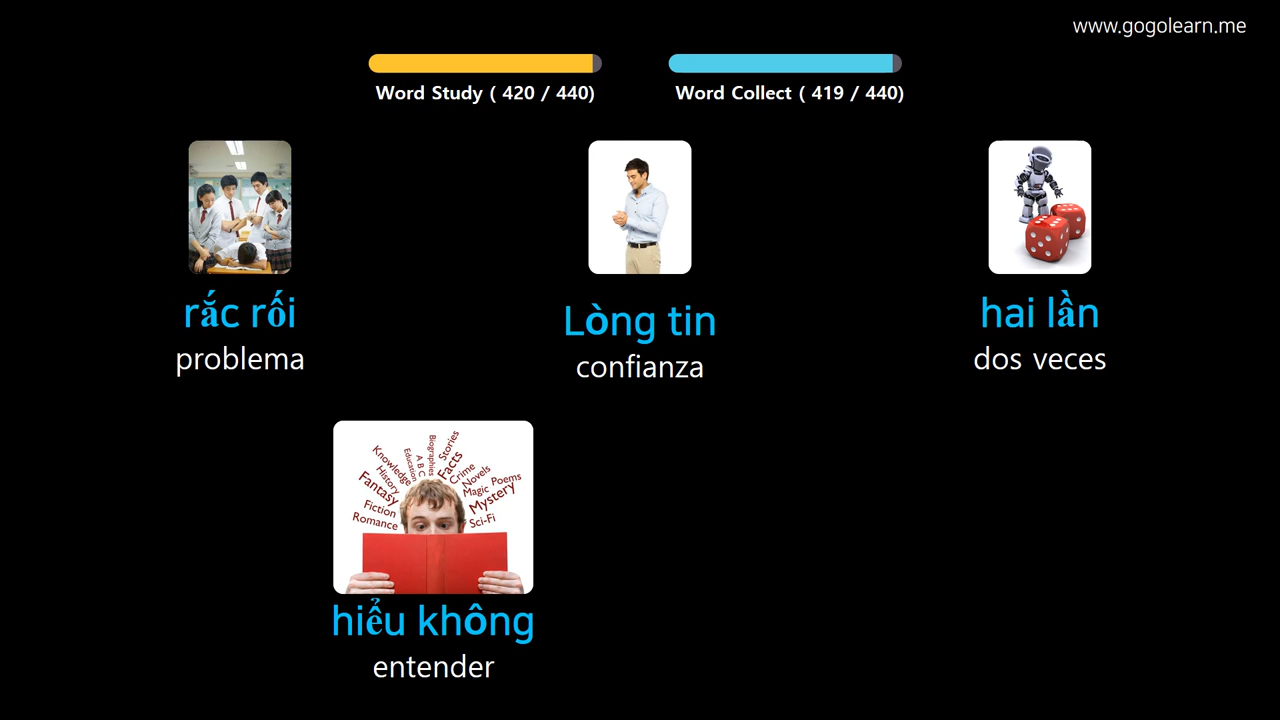 www.gogolearn.me
Word Study ( 420 / 440)
Word Collect ( 419 / 440)
rắc rối
problema
Lòng tin
confianza
hai lần
dos veces
Knowledge
History
Fantasy
Fiction
Romance
Education
A B C
Biographies
Stories
Facts
Crime
Novels
Magic
Poems
Mystery
Sci-Fi
hiểu không
entender